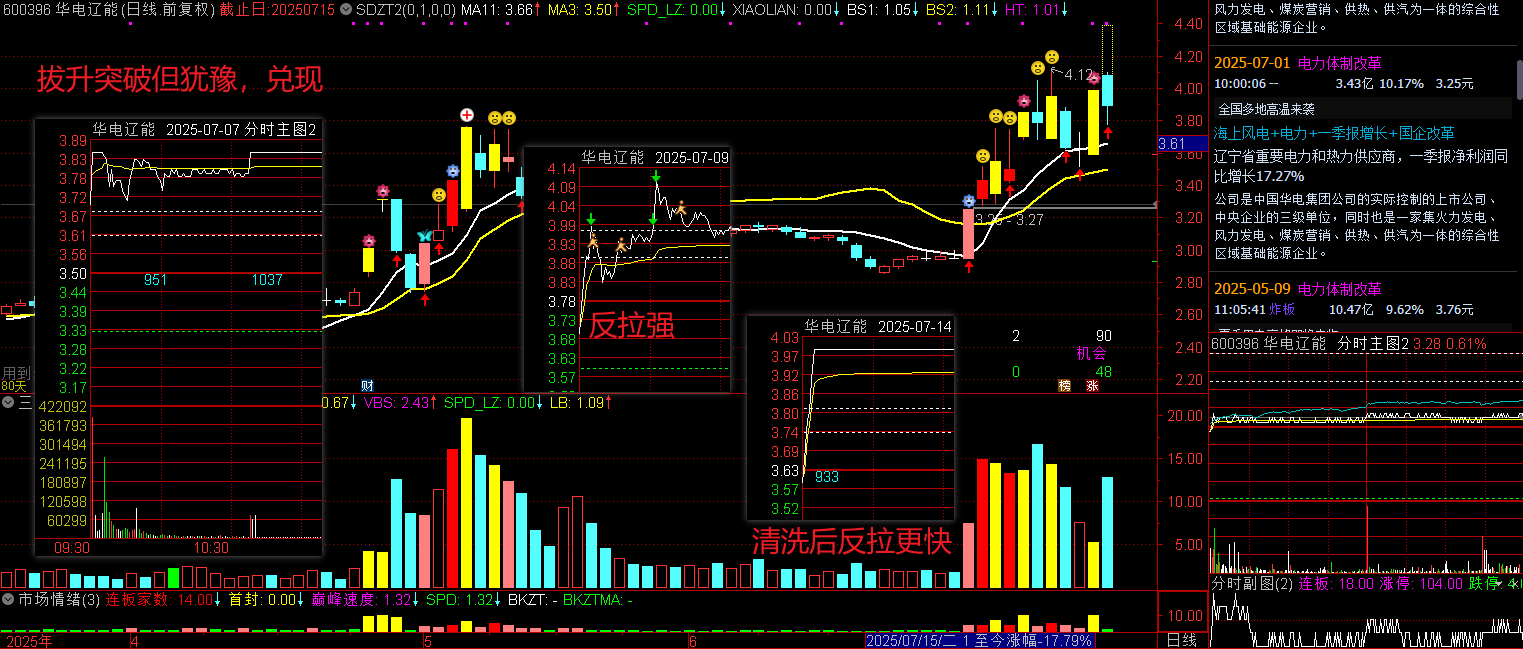 600396 华电辽能(日线.前复权) 截止日:20250715 SDZT2(0,1,0,0) MA11: 3.66↑ MA3: 3.50↑ SPD_LZ: 0.00↓ XIAOLIAN: 0.00↓ BS1: 1.05↓ BS2: 1.11↓ HT: 1.01↓
拔升突破但犹豫，兑现
华电辽能 2025-07-07 分时主图2
3.88
3.83
3.78
3.72
3.67
3.61
3.56
3.50
3.44
3.39
3.33
3.28
3.22
3.17
951
1037
422092
361793
301494
241195
180897
120598
60299
09:30
10:30
用到
80天
三
华电辽能 2025-07-09
4.14
4.09
4.04
3.98
3.93
3.88
3.83
3.78
3.73
3.68
3.63
3.57
反拉强
华电辽能 2025-07-14
4.03
3.97
3.92
3.86
3.80
3.74
3.68
3.63
3.57
3.52
933
清洗后反拉更快
4.12
3.27
财
2
90
机会
0
48
榜
涨
4.40
4.20
4.00
3.80
3.61
3.60
3.40
3.20
3.00
2.80
2.60
2.40
2.20
0.67↓ VBS: 2.43↑ SPD_LZ: 0.00↓ LB: 1.09↑
20.00
15.00
10.00
5.00
市场情绪(3) 连板家数: 14.00↓ 首封: 0.00↓ 巅峰速度: 1.32↓ SPD: 1.32↓ BKZT: - BKZTMA: -
10.00
2025年
4
5
6
2025/07/15/二 1 至今涨幅-17.79%
日线
风力发电、煤炭营销、供热、供汽为一体的综合性
区域基础能源企业。
2025-07-01 电力体制改革
10:00:06 -- 3.43亿 10.17% 3.25元
全国多地高温来袭
海上风电+电力+一季报增长+国企改革
辽宁省重要电力和热力供应商，一季报净利润同
比增长17.27%
公司是中国华电集团公司的实际控制的上市公司、
中央企业的三级单位，同时也是一家集火力发电、
风力发电、煤炭营销、供热、供汽为一体的综合性
区域基础能源企业。
2025-05-09 电力体制改革
11:05:41 炸板 10.47亿 9.62% 3.76元
600396 华电辽能 分时主图2 3.28 0.61%
分时副图(2) 连板: 18.00 涨停: 104.00 跌停: